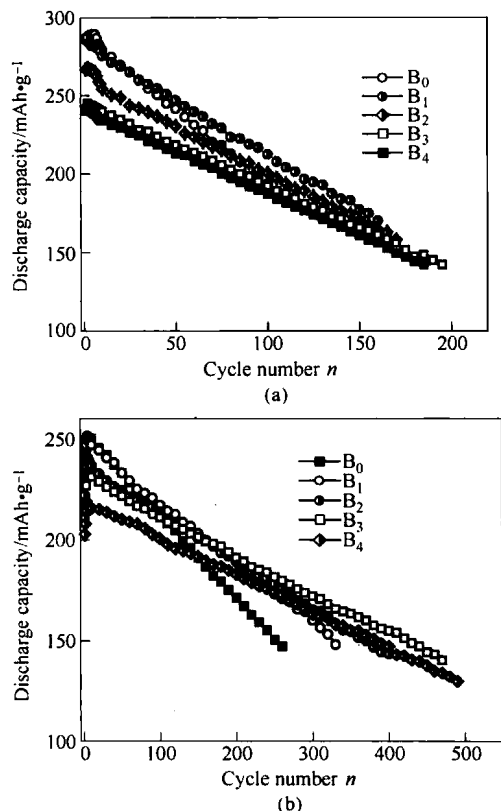 300
250
200
150
100
Discharge capacity/mAh•g⁻¹
B₀
B₁
B₂
B₃
B₄
0 50 100 150 200
Cycle number n
(a)
250
200
150
100
Discharge capacity/mAh•g⁻¹
B₀
B₁
B₂
B₃
B₄
0 100 200 300 400 500
Cycle number n
(b)